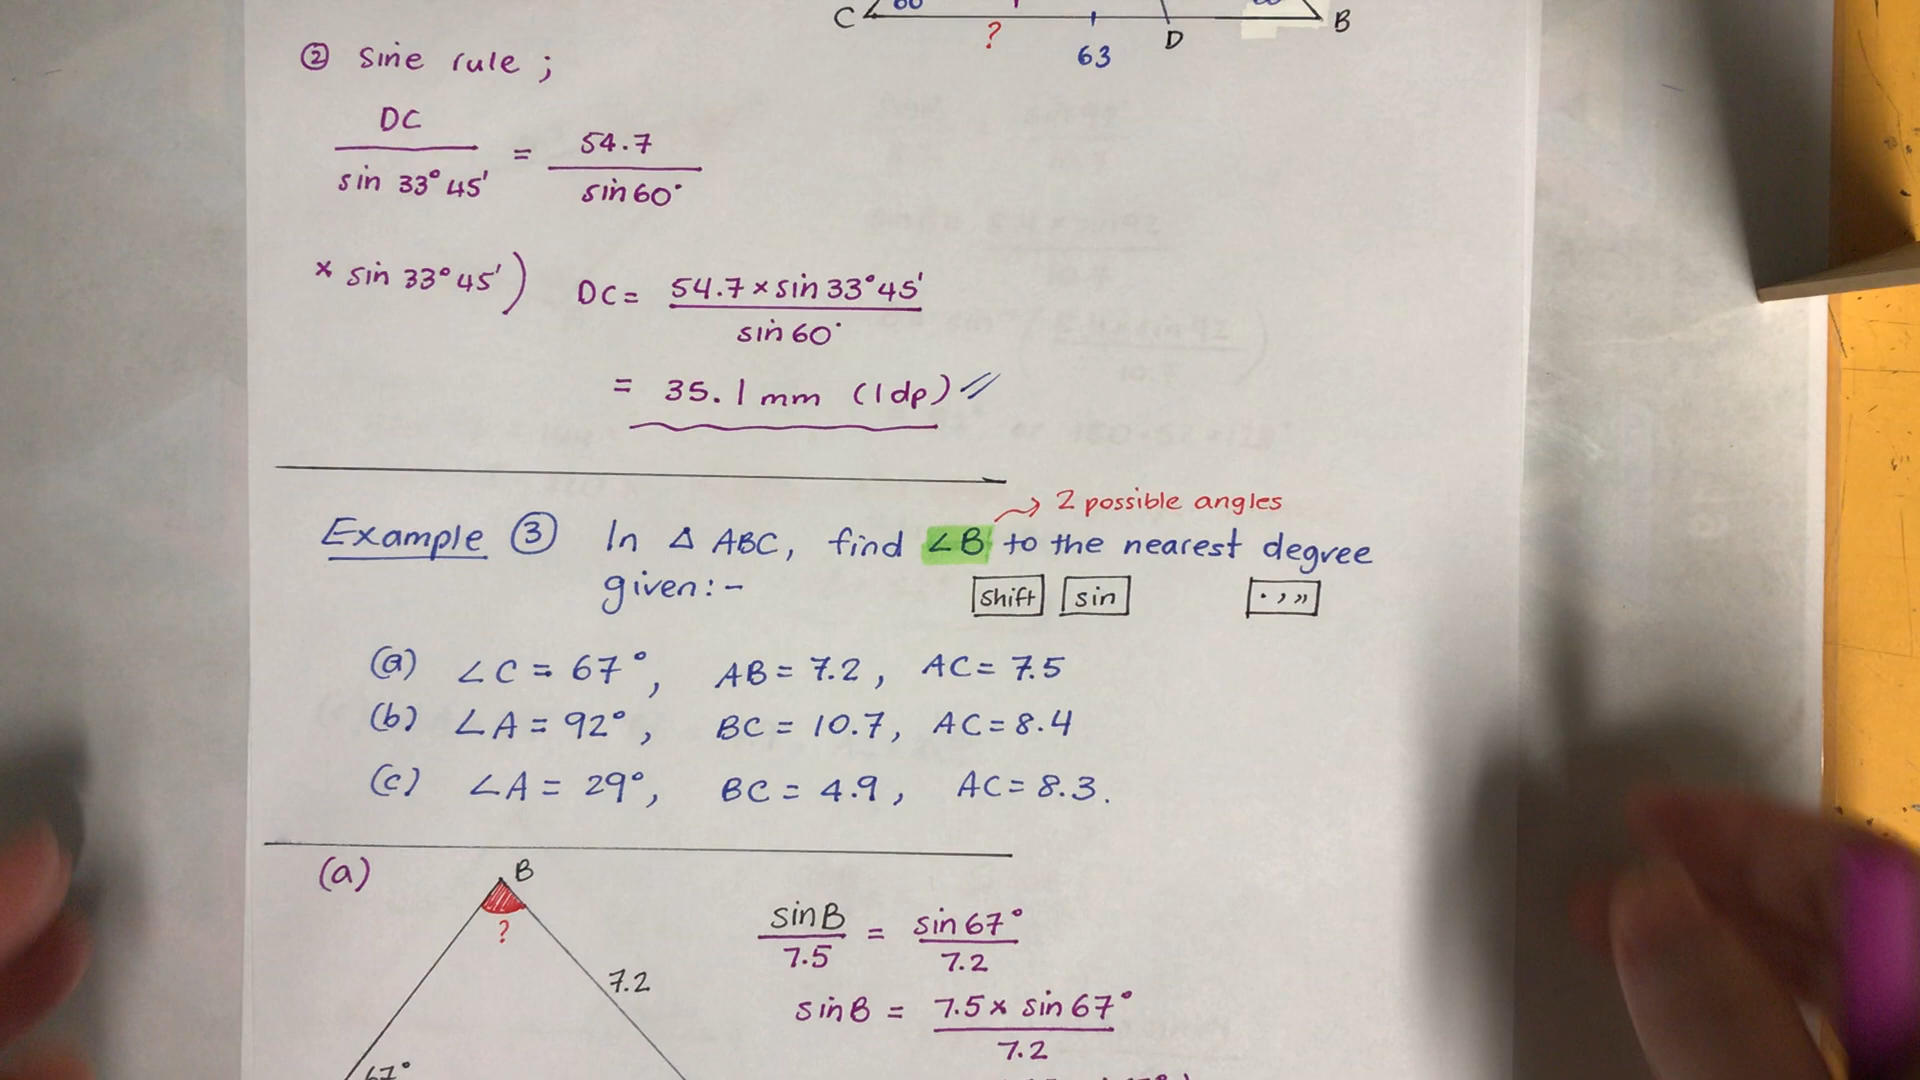 C
60
B
?
63
D
② Sine rule ;
DC
sin 33°45'
=
54.7
sin 60°
× sin 33°45' )
DC =
54.7 × sin 33°45'
sin 60°
= 35.1 mm (1dp) //
→ 2 possible angles
Example ③ In △ ABC, find ∠B to the nearest degree
given:-
shift
sin
° , ,,
(a) ∠C = 67°, AB = 7.2, AC = 7.5
(b) ∠A = 92°, BC = 10.7, AC = 8.4
(c) ∠A = 29°, BC = 4.9, AC = 8.3.
(a)
B
?
7.2
67°
sin B
7.5
=
sin 67°
7.2
sin B =
7.5 × sin 67°
7.2